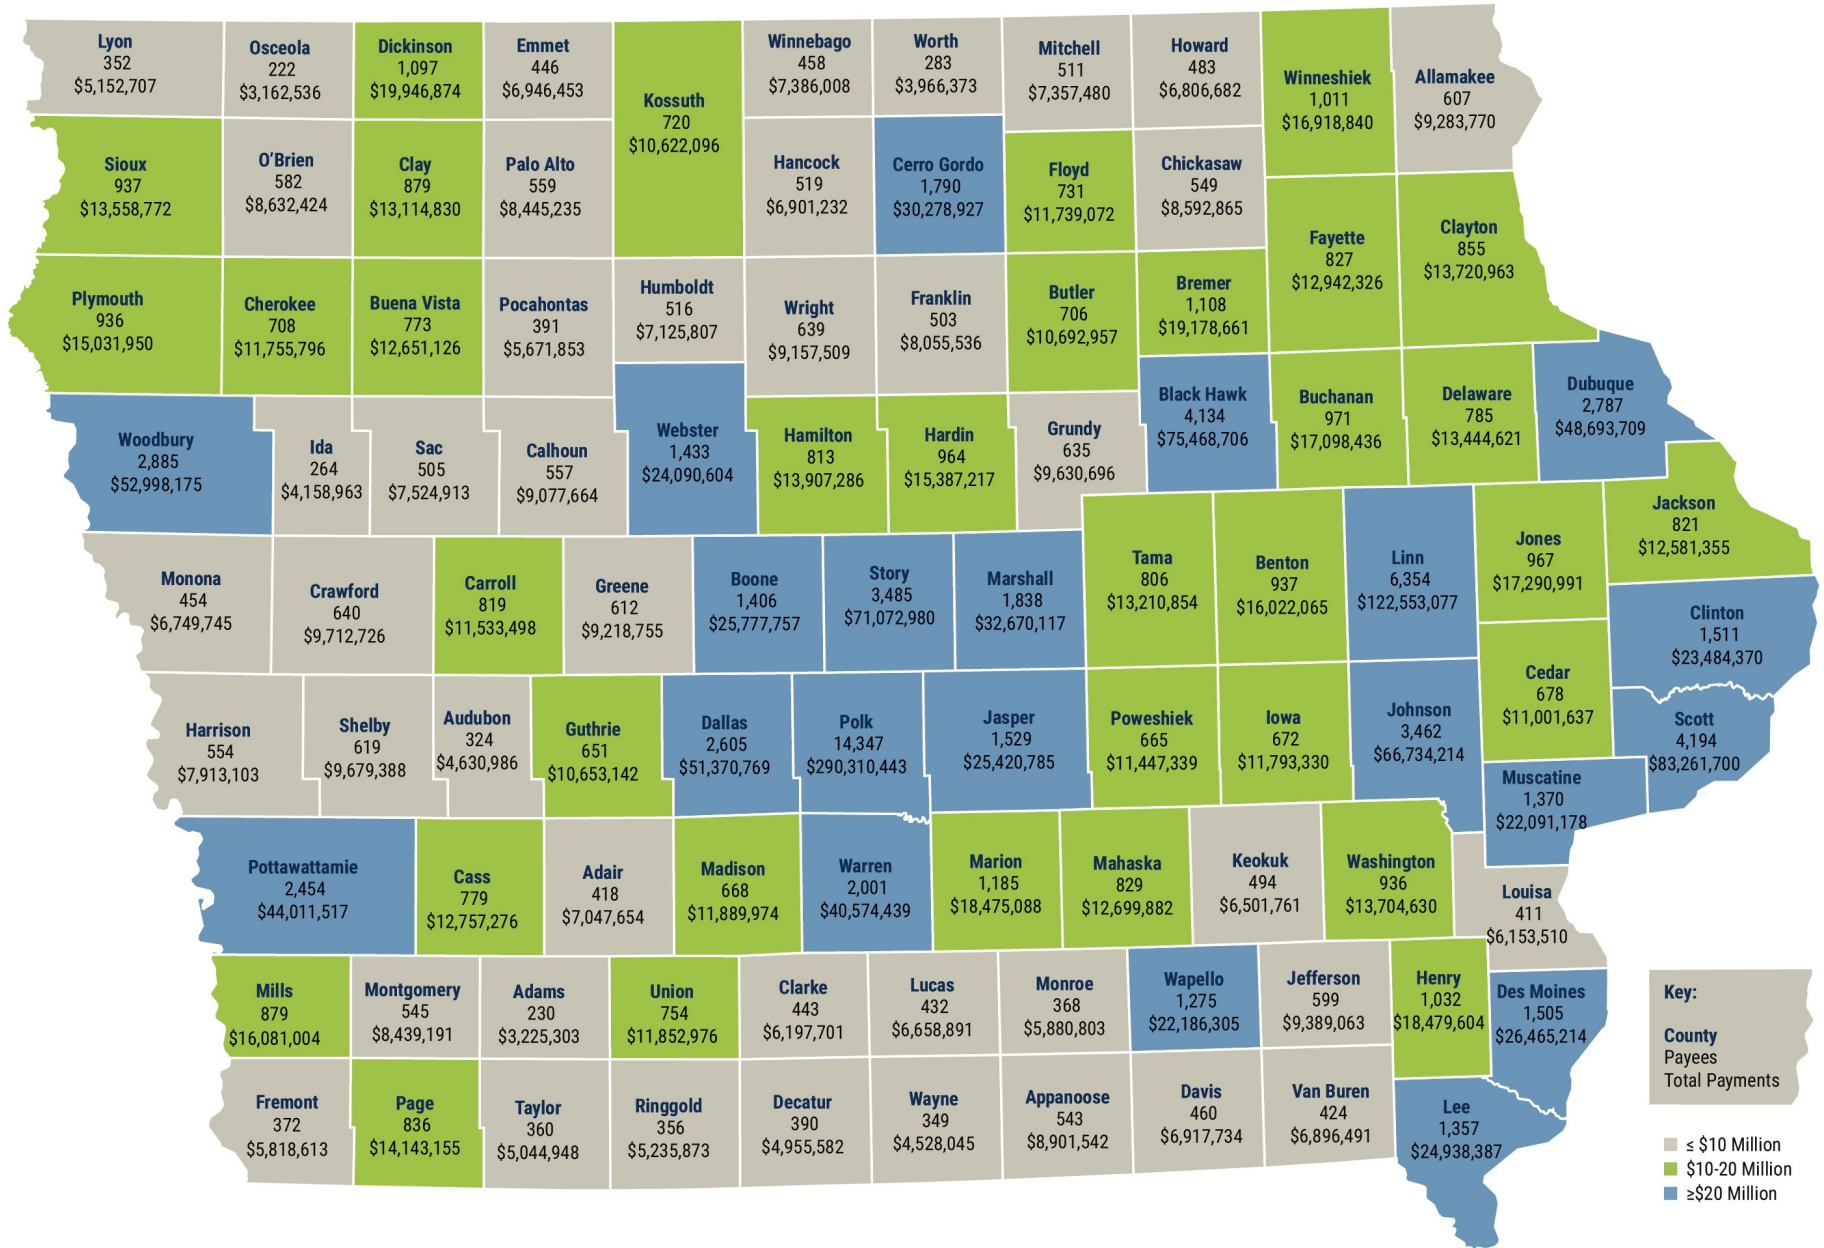 Lyon
352
$5,152,707
Osceola
222
$3,162,536
Dickinson
1,097
$19,946,874
Emmet
446
$6,946,453
Kossuth
720
$10,622,096
Winnebago
458
$7,386,008
Worth
283
$3,966,373
Mitchell
511
$7,357,480
Howard
483
$6,806,682
Winneshiek
1,011
$16,918,840
Allamakee
607
$9,283,770
Sioux
937
$13,558,772
O’Brien
582
$8,632,424
Clay
879
$13,114,830
Palo Alto
559
$8,445,235
Hancock
519
$6,901,232
Cerro Gordo
1,790
$30,278,927
Floyd
731
$11,739,072
Chickasaw
549
$8,592,865
Fayette
827
$12,942,326
Clayton
855
$13,720,963
Plymouth
936
$15,031,950
Cherokee
708
$11,755,796
Buena Vista
773
$12,651,126
Pocahontas
391
$5,671,853
Humboldt
516
$7,125,807
Wright
639
$9,157,509
Franklin
503
$8,055,536
Butler
706
$10,692,957
Bremer
1,108
$19,178,661
Woodbury
2,885
$52,998,175
Ida
264
$4,158,963
Sac
505
$7,524,913
Calhoun
557
$9,077,664
Webster
1,433
$24,090,604
Hamilton
813
$13,907,286
Hardin
964
$15,387,217
Grundy
635
$9,630,696
Black Hawk
4,134
$75,468,706
Buchanan
971
$17,098,436
Delaware
785
$13,444,621
Dubuque
2,787
$48,693,709
Monona
454
$6,749,745
Crawford
640
$9,712,726
Carroll
819
$11,533,498
Greene
612
$9,218,755
Boone
1,406
$25,777,757
Story
3,485
$71,072,980
Marshall
1,838
$32,670,117
Tama
806
$13,210,854
Benton
937
$16,022,065
Linn
6,354
$122,553,077
Jones
967
$17,290,991
Jackson
821
$12,581,355
Clinton
1,511
$23,484,370
Harrison
554
$7,913,103
Shelby
619
$9,679,388
Audubon
324
$4,630,986
Guthrie
651
$10,653,142
Dallas
2,605
$51,370,769
Polk
14,347
$290,310,443
Jasper
1,529
$25,420,785
Poweshiek
665
$11,447,339
Iowa
672
$11,793,330
Johnson
3,462
$66,734,214
Cedar
678
$11,001,637
Scott
4,194
$83,261,700
Muscatine
1,370
$22,091,178
Pottawattamie
2,454
$44,011,517
Cass
779
$12,757,276
Adair
418
$7,047,654
Madison
668
$11,889,974
Warren
2,001
$40,574,439
Marion
1,185
$18,475,088
Mahaska
829
$12,699,882
Keokuk
494
$6,501,761
Washington
936
$13,704,630
Louisa
411
$6,153,510
Mills
879
$16,081,004
Montgomery
545
$8,439,191
Adams
230
$3,225,303
Union
754
$11,852,976
Clarke
443
$6,197,701
Lucas
432
$6,658,891
Monroe
368
$5,880,803
Wapello
1,275
$22,186,305
Jefferson
599
$9,389,063
Henry
1,032
$18,479,604
Des Moines
1,505
$26,465,214
Fremont
372
$5,818,613
Page
836
$14,143,155
Taylor
360
$5,044,948
Ringgold
356
$5,235,873
Decatur
390
$4,955,582
Wayne
349
$4,528,045
Appanoose
543
$8,901,542
Davis
460
$6,917,734
Van Buren
424
$6,896,491
Lee
1,357
$24,938,387
Key:
County
Payees
Total Payments
≤ $10 Million
$10-20 Million
≥$20 Million